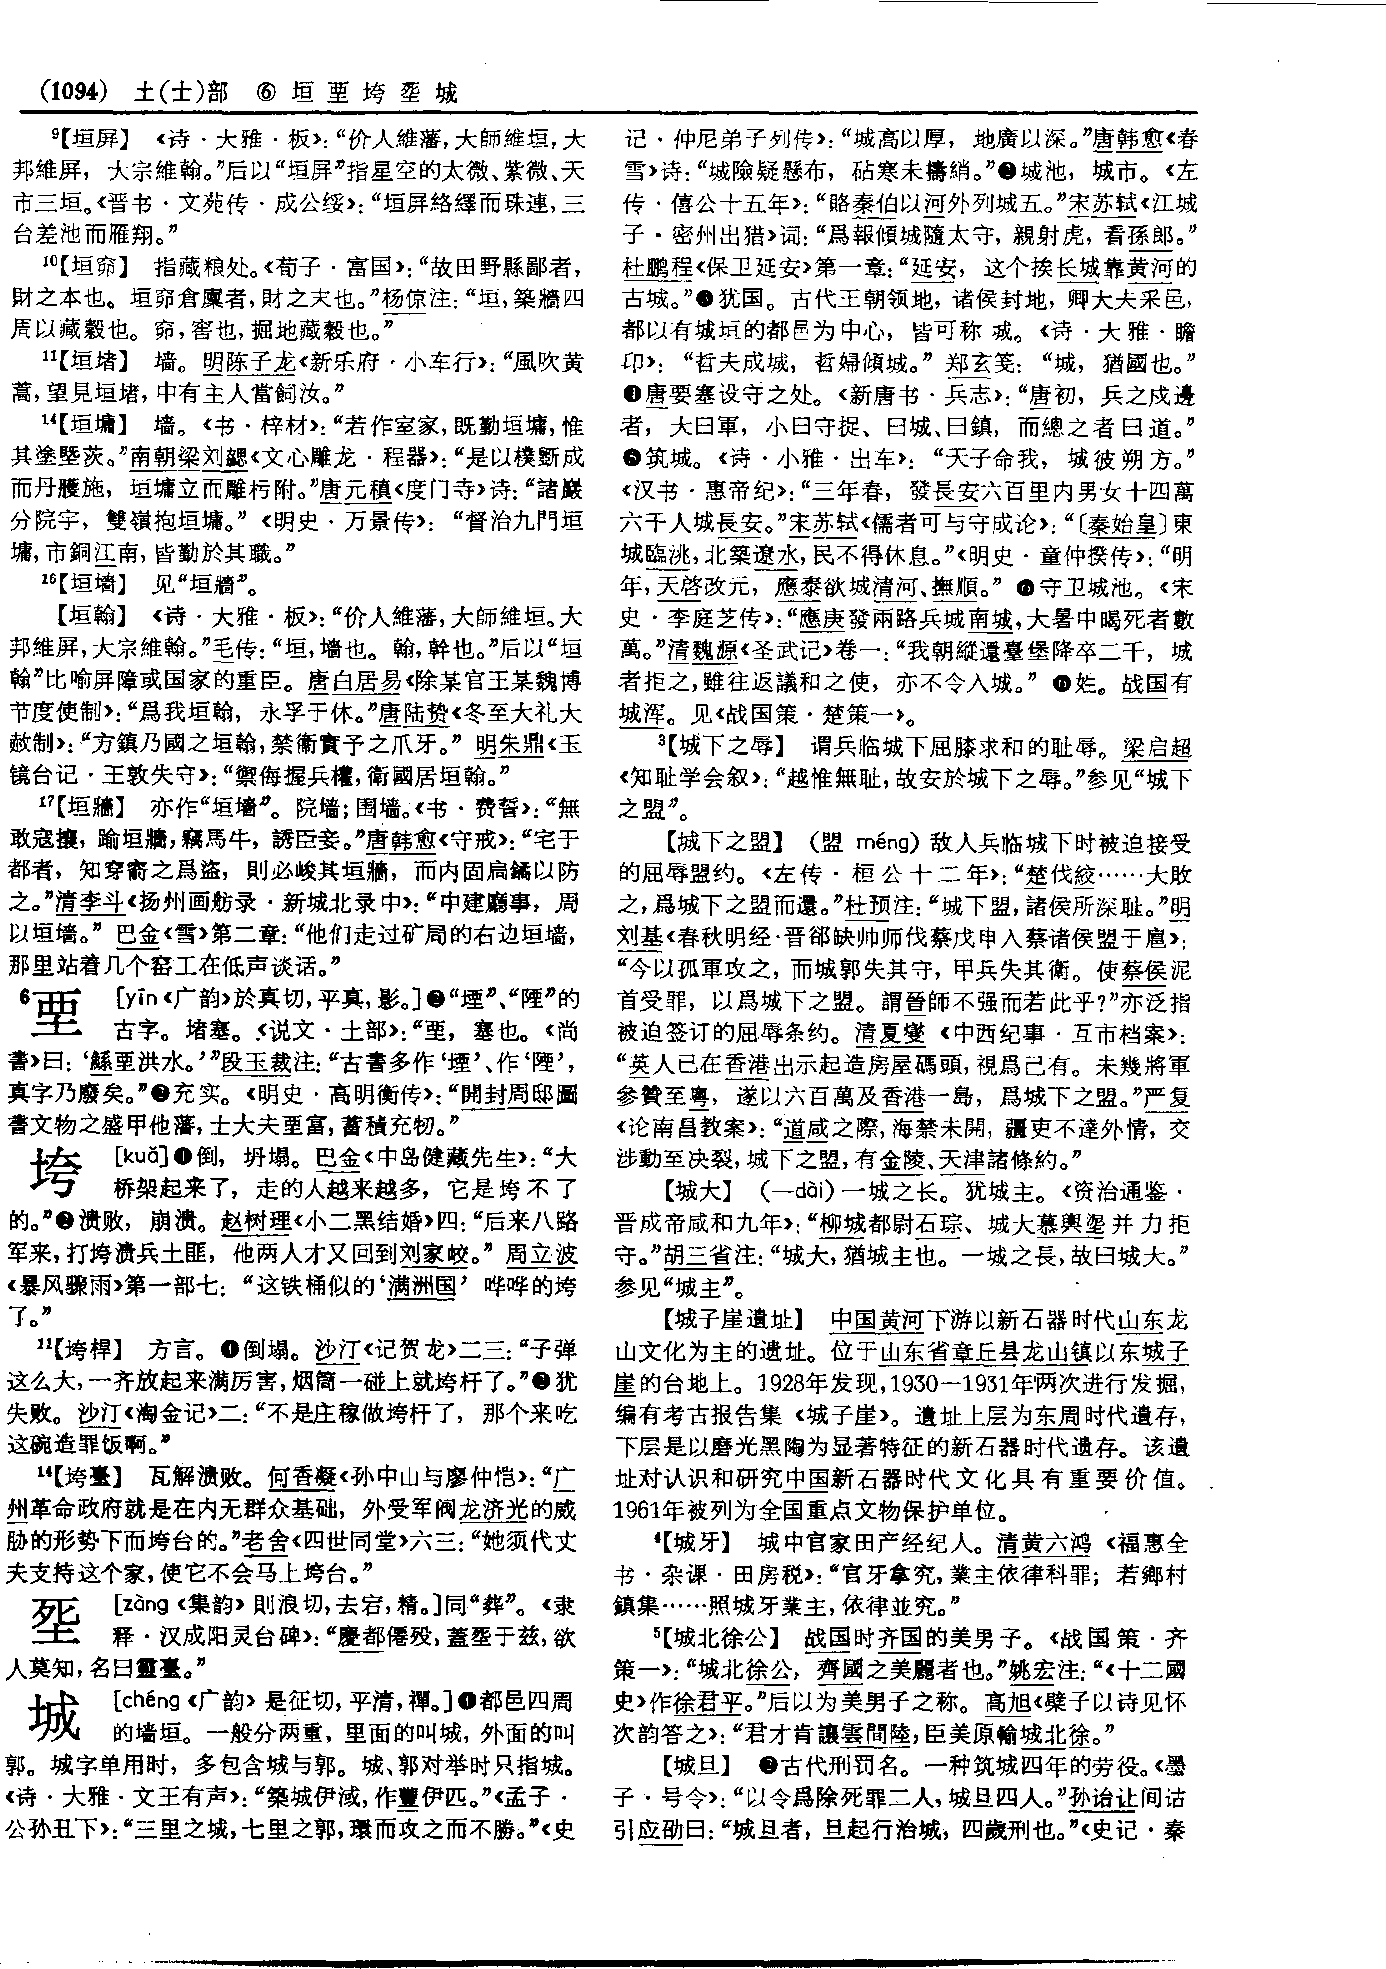 (1094) 土(士)部 ⑥ 垣垔垮塟城
⁹【垣屏】 《诗·大雅·板》：“价人維藩，大師維垣，大
邦維屏，大宗維翰。”后以“垣屏”指星空的太微、紫微、天
市三垣。《晋书·文苑传·成公绥》：“垣屏絡繹而珠連，三
台差池而雁翔。”
¹⁰【垣窌】 指藏粮处。《荀子·富国》：“故田野縣鄙者，
財之本也。垣窌倉廩者，財之末也。”杨倞注：“垣，築牆四
周以藏穀也。窌，窖也，掘地藏穀也。”
¹¹【垣堵】 墙。明陈子龙《新乐府·小车行》：“風吹黄
蒿，望見垣堵，中有主人當飼汝。”
¹⁴【垣墉】 墙。《书·梓材》：“若作室家，既勤垣墉，惟
其塗塈茨。”南朝梁刘勰《文心雕龙·程器》：“是以樸斲成
而丹雘施，垣墉立而雕杇附。”唐元稹《度门寺》诗：“諸巖
分院宇，雙嶺抱垣墉。”《明史·万景传》：“督治九門垣
墉，市銅江南，皆勤於其職。”
¹⁶【垣墙】 见“垣牆”。
【垣翰】 《诗·大雅·板》：“价人維藩，大師維垣。大
邦維屏，大宗維翰。”毛传：“垣，墙也。翰，幹也。”后以“垣
翰”比喻屏障或国家的重臣。唐白居易《除某官王某魏博
节度使制》：“爲我垣翰，永孚于休。”唐陆贽《冬至大礼大
赦制》：“方鎮乃國之垣翰，禁衛實予之爪牙。”明朱鼎《玉
镜台记·王敦失守》：“禦侮握兵權，衛國居垣翰。”
¹⁷【垣牆】 亦作“垣墙”。院墙；围墙。《书·费誓》：“無
敢寇攘，踰垣牆，竊馬牛，誘臣妾。”唐韩愈《守戒》：“宅于
都者，知穿窬之爲盜，則必峻其垣牆，而内固扃鐍以防
之。”清李斗《扬州画舫录·新城北录中》：“中建廳事，周
以垣墙。”巴金《雪》第二章：“他们走过矿局的右边垣墙，
那里站着几个窑工在低声谈话。”
⁶垔 [yīn《广韵》於真切，平真，影。]❶“堙”、“陻”的
古字。堵塞。《说文·土部》：“垔，塞也。《尚
書》曰：‘鯀垔洪水。’”段玉裁注：“古書多作‘堙’、作‘陻’，
真字乃廢矣。”❷充实。《明史·高明衡传》：“開封周邸圖
書文物之盛甲他藩，士大夫垔富，蓄積充牣。”
垮 [kuǎ]❶倒，坍塌。巴金《中岛健藏先生》：“大
桥架起来了，走的人越来越多，它是垮不了
的。”❷溃败，崩溃。赵树理《小二黑结婚》四：“后来八路
军来，打垮溃兵土匪，他两人才又回到刘家峧。”周立波
《暴风骤雨》第一部七：“这铁桶似的‘满洲国’哗哗的垮
了。”
¹¹【垮桿】 方言。❶倒塌。沙汀《记贺龙》二三：“子弹
这么大，一齐放起来满厉害，烟筒一碰上就垮杆了。”❷犹
失败。沙汀《淘金记》二：“不是庄稼做垮杆了，那个来吃
这碗造罪饭啊。”
¹⁴【垮臺】 瓦解溃败。何香凝《孙中山与廖仲恺》：“广
州革命政府就是在内无群众基础，外受军阀龙济光的威
胁的形势下而垮台的。”老舍《四世同堂》六三：“她须代丈
夫支持这个家，使它不会马上垮台。”
塟 [zàng《集韵》則浪切，去宕，精。]同“葬”。《隶
释·汉成阳灵台碑》：“慶都僊殁，蓋塟于兹，欲
人莫知，名曰靈臺。”
城 [chéng《广韵》是征切，平清，禪。]❶都邑四周
的墙垣。一般分两重，里面的叫城，外面的叫
郭。城字单用时，多包含城与郭。城、郭对举时只指城。
《诗·大雅·文王有声》：“築城伊淢，作豐伊匹。”《孟子·
公孙丑下》：“三里之城，七里之郭，環而攻之而不勝。”《史
记·仲尼弟子列传》：“城高以厚，地廣以深。”唐韩愈《春
雪》诗：“城險疑懸布，砧寒未擣綃。”❷城池，城市。《左
传·僖公十五年》：“賂秦伯以河外列城五。”宋苏轼《江城
子·密州出猎》词：“爲報傾城隨太守，親射虎，看孫郎。”
杜鹏程《保卫延安》第一章：“延安，这个挨长城靠黄河的
古城。”❸犹国。古代王朝领地，诸侯封地，卿大夫采邑，
都以有城垣的都邑为中心，皆可称城。《诗·大雅·瞻
卬》：“哲夫成城，哲婦傾城。”郑玄笺：“城，猶國也。”
❹唐要塞设守之处。《新唐书·兵志》：“唐初，兵之戍邊
者，大曰軍，小曰守捉、曰城、曰鎮，而總之者曰道。”
❺筑城。《诗·小雅·出车》：“天子命我，城彼朔方。”
《汉书·惠帝纪》：“三年春，發長安六百里内男女十四萬
六千人城長安。”宋苏轼《儒者可与守成论》：“〔秦始皇〕東
城臨洮，北築遼水，民不得休息。”《明史·童仲揆传》：“明
年，天啓改元，應泰欲城清河、撫順。”❻守卫城池。《宋
史·李庭芝传》：“應庚發兩路兵城南城，大暑中暍死者數
萬。”清魏源《圣武记》卷一：“我朝縱還臺堡降卒二千，城
者拒之，雖往返議和之使，亦不令入城。”❼姓。战国有
城浑。见《战国策·楚策一》。
³【城下之辱】 谓兵临城下屈膝求和的耻辱。梁启超
《知耻学会叙》：“越惟無耻，故安於城下之辱。”参见“城下
之盟”。
【城下之盟】 (盟 méng)敌人兵临城下时被迫接受
的屈辱盟约。《左传·桓公十二年》：“楚伐絞……大敗
之，爲城下之盟而還。”杜预注：“城下盟，諸侯所深耻。”明
刘基《春秋明经·晋郤缺帅师伐蔡戊申入蔡诸侯盟于扈》：
“今以孤軍攻之，而城郭失其守，甲兵失其衛。使蔡侯泥
首受罪，以爲城下之盟。謂晉師不强而若此乎？”亦泛指
被迫签订的屈辱条约。清夏燮《中西纪事·互市档案》：
“英人已在香港出示起造房屋碼頭，視爲己有。未幾將軍
參贊至粤，遂以六百萬及香港一島，爲城下之盟。”严复
《论南昌教案》：“道咸之際，海禁未開，疆吏不達外情，交
涉動至决裂，城下之盟，有金陵、天津諸條約。”
【城大】 (—dài)一城之长。犹城主。《资治通鉴·
晋成帝咸和九年》：“柳城都尉石琮、城大慕輿埿并力拒
守。”胡三省注：“城大，猶城主也。一城之長，故曰城大。”
参见“城主”。
【城子崖遺址】 中国黄河下游以新石器时代山东龙
山文化为主的遗址。位于山东省章丘县龙山镇以东城子
崖的台地上。1928年发现，1930—1931年两次进行发掘，
编有考古报告集《城子崖》。遗址上层为东周时代遗存，
下层是以磨光黑陶为显著特征的新石器时代遗存。该遗
址对认识和研究中国新石器时代文化具有重要价值。
1961年被列为全国重点文物保护单位。
⁴【城牙】 城中官家田产经纪人。清黄六鸿《福惠全
书·杂课·田房税》：“官牙拿究，業主依律科罪；若鄉村
鎮集……照城牙業主，依律並究。”
⁵【城北徐公】 战国时齐国的美男子。《战国策·齐
策一》：“城北徐公，齊國之美麗者也。”姚宏注：“《十二國
史》作徐君平。”后以为美男子之称。高旭《檗子以诗见怀
次韵答之》：“君才肯讓雲間陸，臣美原輸城北徐。”
【城旦】 ❶古代刑罚名。一种筑城四年的劳役。《墨
子·号令》：“以令爲除死罪二人，城旦四人。”孙诒让间诂
引应劭曰：“城旦者，旦起行治城，四歲刑也。”《史记·秦